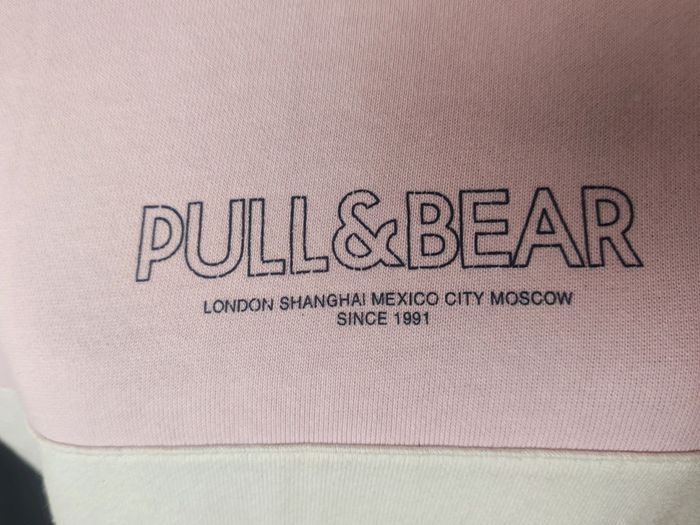 PULL&BEAR
LONDON SHANGHAI MEXICO CITY MOSCOW
SINCE 1991